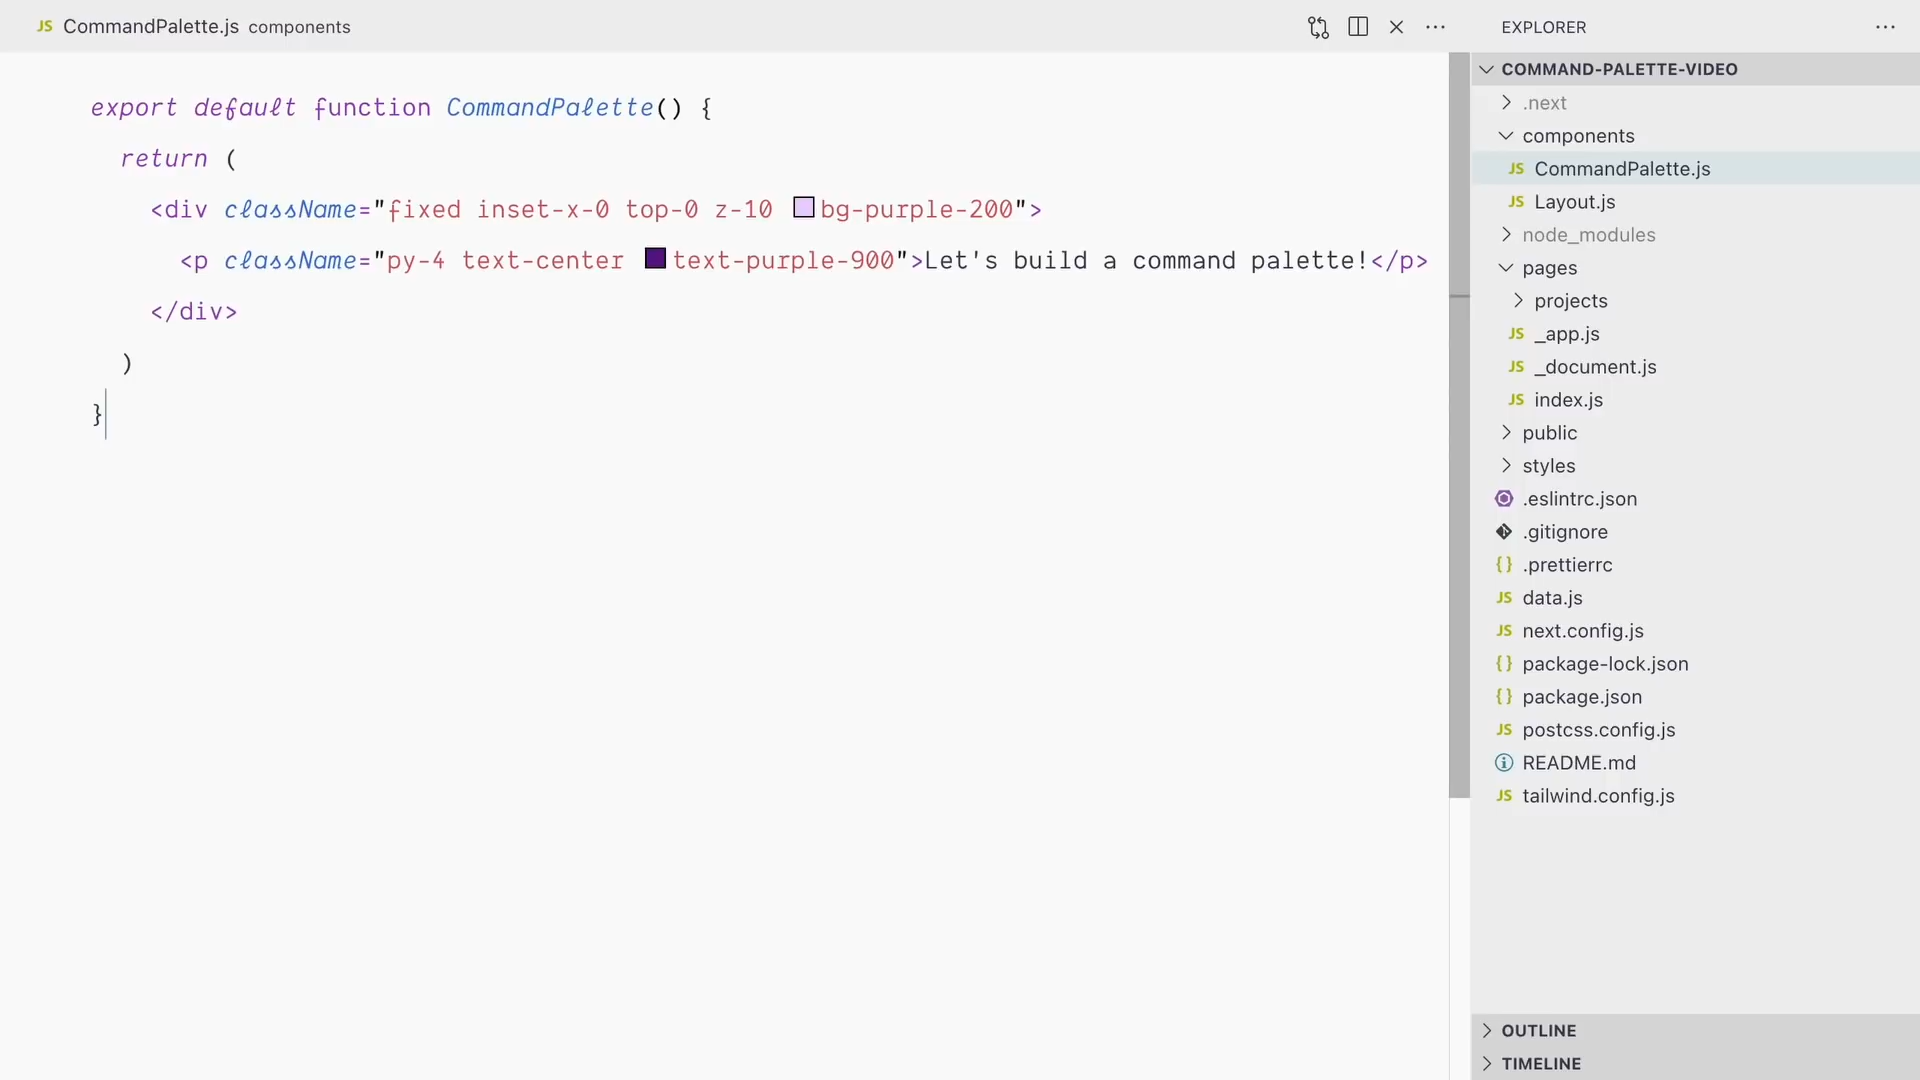 JS CommandPalette.js components
export default function CommandPalette() {
return (
<div className="fixed inset-x-0 top-0 z-10 bg-purple-200">
<p className="py-4 text-center text-purple-900">Let's build a command palette!</p>
</div>
)
}
EXPLORER
COMMAND-PALETTE-VIDEO
.next
components
JS CommandPalette.js
JS Layout.js
node_modules
pages
projects
JS _app.js
JS _document.js
JS index.js
public
styles
.eslintrc.json
.gitignore
{} .prettierrc
JS data.js
JS next.config.js
{} package-lock.json
{} package.json
JS postcss.config.js
README.md
JS tailwind.config.js
OUTLINE
TIMELINE